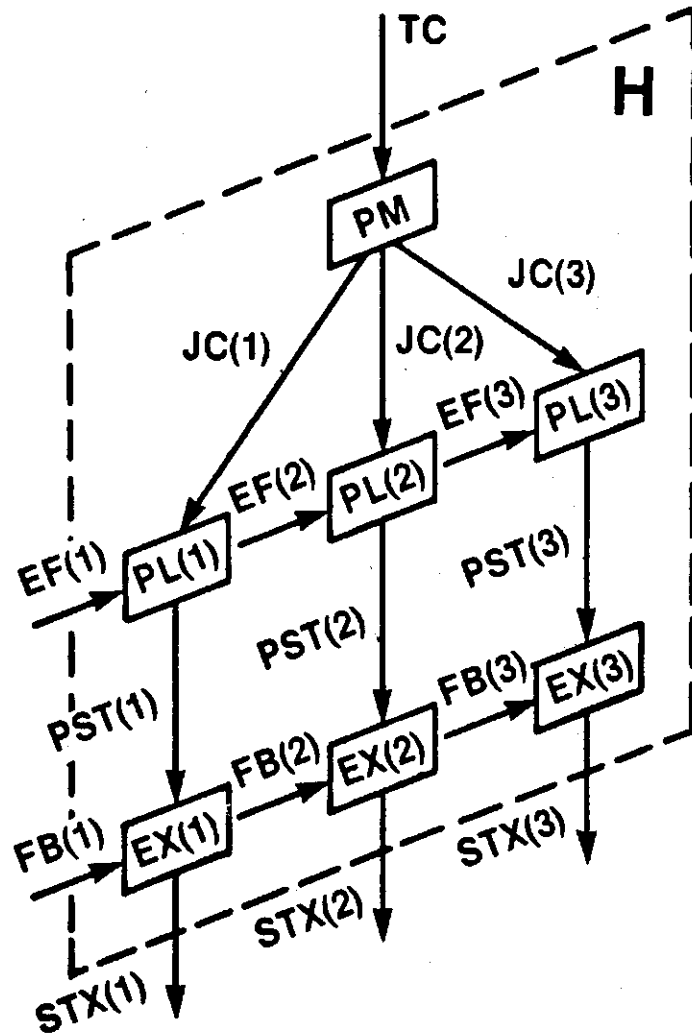 TC
H
PM
JC(1)
JC(2)
JC(3)
EF(1)
PL(1)
EF(2)
PL(2)
EF(3)
PL(3)
PST(1)
PST(2)
PST(3)
FB(1)
EX(1)
FB(2)
EX(2)
FB(3)
EX(3)
STX(1)
STX(2)
STX(3)